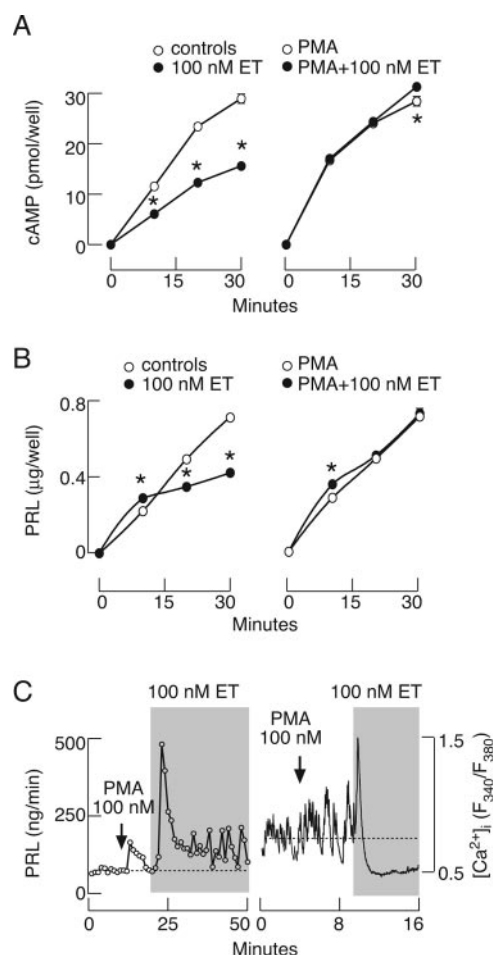 A
controls
100 nM ET
PMA
PMA+100 nM ET
cAMP (pmol/well)
30
20
10
0
0 15 30
0 15 30
Minutes
*
*
*
*
B
controls
100 nM ET
PMA
PMA+100 nM ET
PRL (µg/well)
0.8
0.4
0
0 15 30
0 15 30
Minutes
*
*
*
*
C
100 nM ET
100 nM ET
PMA
100 nM
PMA
100 nM
PRL (ng/min)
500
250
0
1.5
0.5
[Ca²⁺]i (F340/F380)
0 25 50
0 8 16
Minutes